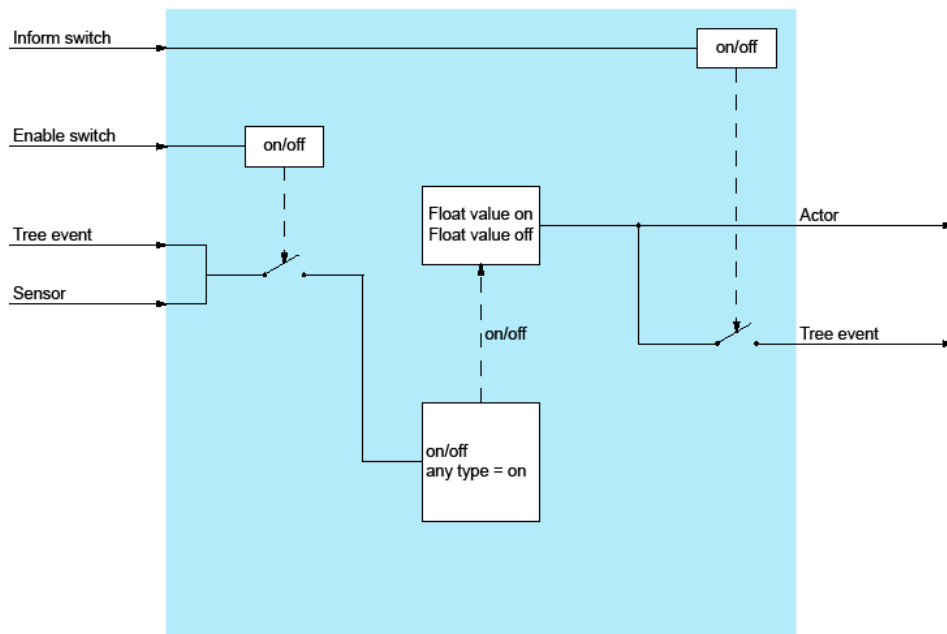 Inform switch
on/off
Enable switch
on/off
Float value on
Float value off
Actor
Tree event
Sensor
on/off
Tree event
on/off
any type = on